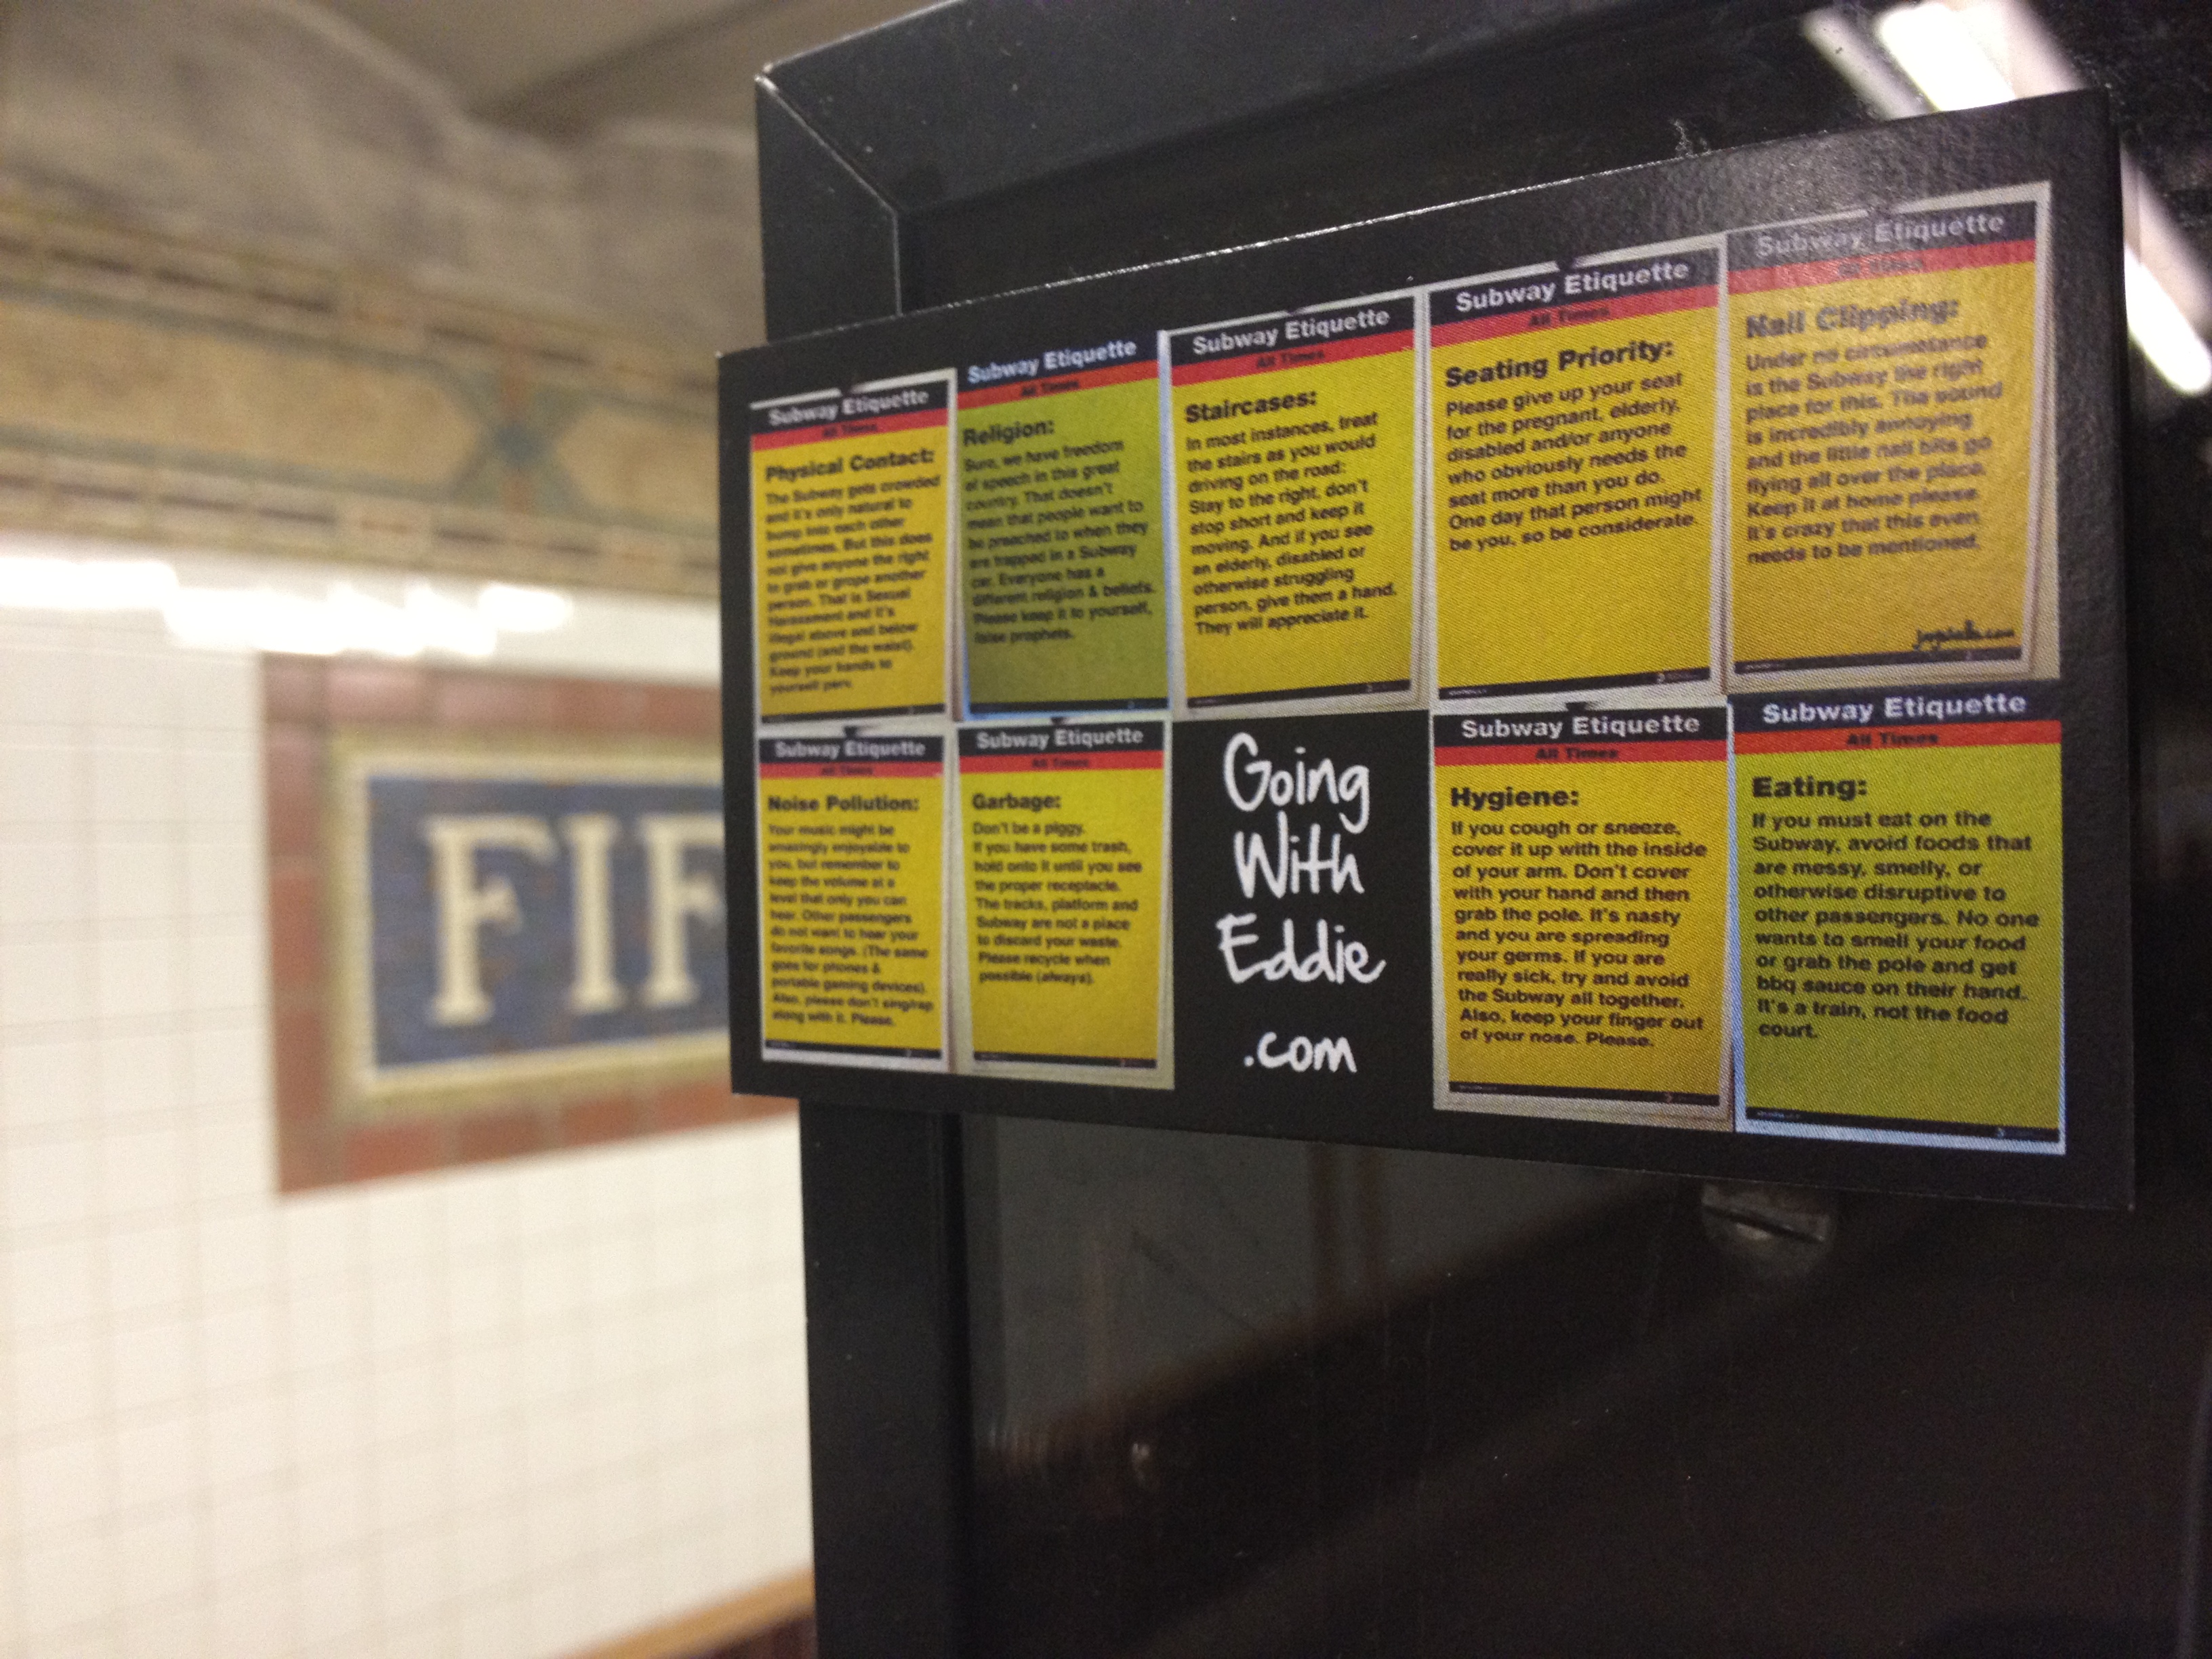 FIF
Subway Etiquette
All Times
Physical Contact:
The Subway gets crowded
and it's only natural to
bump into each other
sometimes. But this does
not give anyone the right
to grab or grope another
person. That is Sexual
Harassment and it's
illegal above and below
ground (and the waist).
Keep your hands to
yourself perv.
Subway Etiquette
All Times
Religion:
Sure, we have freedom
of speech in this great
country. That doesn't
mean that people want to
be preached to when they
are trapped in a Subway
car. Everyone has a
different religion & beliefs.
Please keep it to yourself,
false prophets.
Subway Etiquette
All Times
Staircases:
In most instances, treat
the stairs as you would
driving on the road:
Stay to the right, don't
stop short and keep it
moving. And if you see
an elderly, disabled or
otherwise struggling
person, give them a hand.
They will appreciate it.
Subway Etiquette
All Times
Seating Priority:
Please give up your seat
for the pregnant, elderly,
disabled and/or anyone
who obviously needs the
seat more than you do.
One day that person might
be you, so be considerate.
Subway Etiquette
All Times
Nail Clipping:
Under no circumstance
is the Subway the right
place for this. The sound
is incredibly annoying
and the little nail bits go
flying all over the place.
Keep it at home please.
It's crazy that this even
needs to be mentioned.
Subway Etiquette
All Times
Noise Pollution:
Your music might be
amazingly enjoyable to
you, but remember to
keep the volume at a
level that only you can
hear. Other passengers
do not want to hear your
favorite songs. (The same
goes for phones &
portable gaming devices).
Also, please don't sing/rap
along with it. Please.
Subway Etiquette
All Times
Garbage:
Don't be a piggy.
If you have some trash,
hold onto it until you see
the proper receptacle.
The tracks, platform and
Subway are not a place
to discard your waste.
Please recycle when
possible (always).
Going
With
Eddie
.com
Subway Etiquette
All Times
Hygiene:
If you cough or sneeze,
cover it up with the inside
of your arm. Don't cover
with your hand and then
grab the pole. It's nasty
and you are spreading
your germs. If you are
really sick, try and avoid
the Subway all together.
Also, keep your finger out
of your nose. Please.
Subway Etiquette
All Times
Eating:
If you must eat on the
Subway, avoid foods that
are messy, smelly, or
otherwise disruptive to
other passengers. No one
wants to smell your food
or grab the pole and get
bbq sauce on their hand.
It's a train, not the food
court.